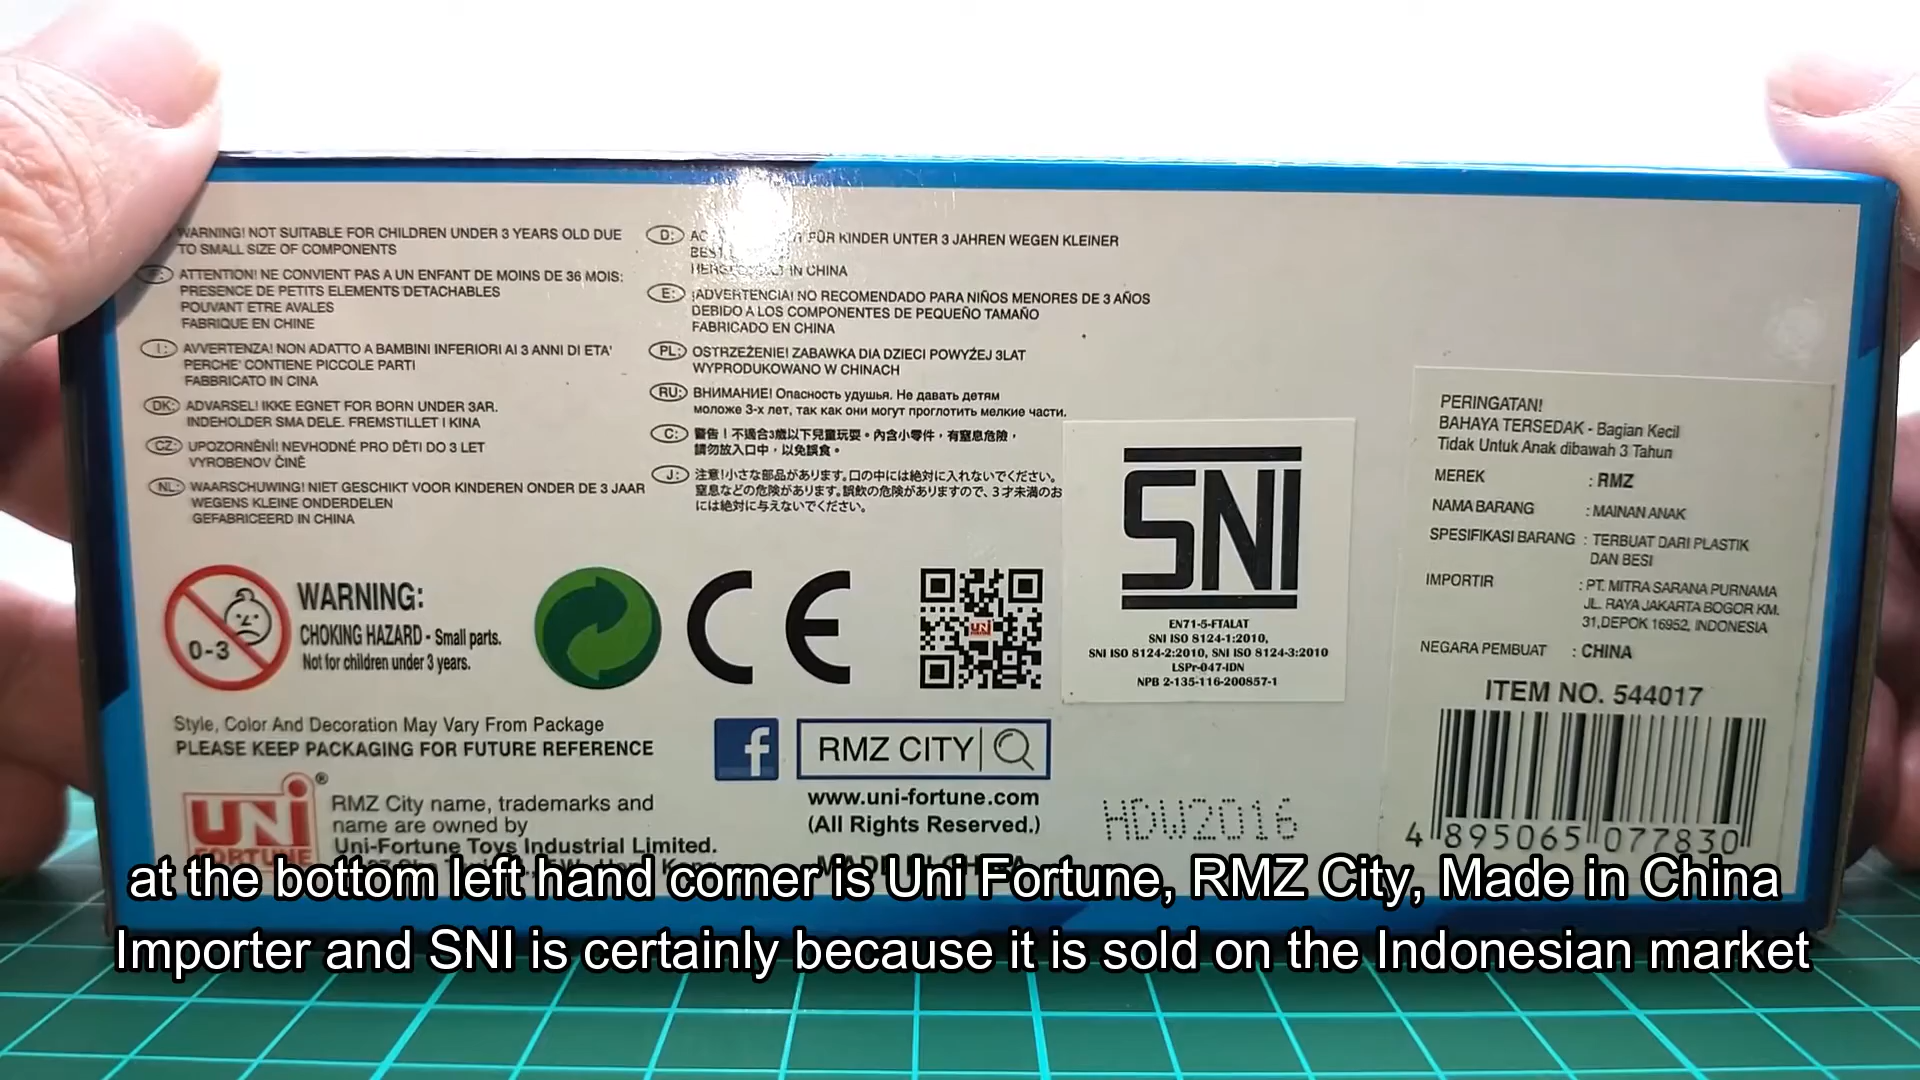 WARNING! NOT SUITABLE FOR CHILDREN UNDER 3 YEARS OLD DUE
TO SMALL SIZE OF COMPONENTS
F: ATTENTION! NE CONVIENT PAS A UN ENFANT DE MOINS DE 36 MOIS:
PRESENCE DE PETITS ELEMENTS DETACHABLES
POUVANT ETRE AVALES
FABRIQUE EN CHINE
I: AVVERTENZA! NON ADATTO A BAMBINI INFERIORI AI 3 ANNI DI ETA'
PERCHE' CONTIENE PICCOLE PARTI
FABBRICATO IN CINA
DK: ADVARSEL! IKKE EGNET FOR BORN UNDER 3AR.
INDEHOLDER SMA DELE. FREMSTILLET I KINA
CZ: UPOZORNĚNÍ! NEVHODNÉ PRO DĚTI DO 3 LET
VYROBENOV ČINĚ
NL: WAARSCHUWING! NIET GESCHIKT VOOR KINDEREN ONDER DE 3 JAAR
WEGENS KLEINE ONDERDELEN
GEFABRICEERD IN CHINA
D: FÜR KINDER UNTER 3 JAHREN WEGEN KLEINER
IN CHINA
E: ¡ADVERTENCIA! NO RECOMENDADO PARA NIÑOS MENORES DE 3 AÑOS
DEBIDO A LOS COMPONENTES DE PEQUEÑO TAMAÑO
FABRICADO EN CHINA
PL: OSTRZEŻENIE! ZABAWKA DIA DZIECI POWYŻEJ 3LAT
WYPRODUKOWANO W CHINACH
RU: ВНИМАНИЕ! Опасность удушья. Не давать детям
моложе 3-х лет, так как они могут проглотить мелкие части.
C: 警告！不適合3歲以下兒童玩耍。內含小零件，有窒息危險，
請勿放入口中，以免誤食。
J: 注意!小さな部品があります。口の中には絶対に入れないでください。
窒息などの危険があります。誤飲の危険がありますので、3才未満のお
には絶対に与えないでください。
0-3
WARNING:
CHOKING HAZARD - Small parts.
Not for children under 3 years.
CE
UNi
FORTUNE
SNI
EN71-5-FTALAT
SNI ISO 8124-1:2010,
SNI ISO 8124-2:2010, SNI ISO 8124-3:2010
LSPr-047-IDN
NPB 2-135-116-200857-1
PERINGATAN!
BAHAYA TERSEDAK - Bagian Kecil
Tidak Untuk Anak dibawah 3 Tahun
MEREK : RMZ
NAMA BARANG : MAINAN ANAK
SPESIFIKASI BARANG : TERBUAT DARI PLASTIK
DAN BESI
IMPORTIR : PT. MITRA SARANA PURNAMA
JL. RAYA JAKARTA BOGOR KM.
31,DEPOK 16952, INDONESIA
NEGARA PEMBUAT : CHINA
ITEM NO. 544017
4 895065 077830
Style, Color And Decoration May Vary From Package
PLEASE KEEP PACKAGING FOR FUTURE REFERENCE
f
RMZ CITY
www.uni-fortune.com
(All Rights Reserved.)
HDW2016
UNi®
FORTUNE
RMZ City name, trademarks and
name are owned by
Uni-Fortune Toys Industrial Limited.
at the bottom left hand corner is Uni Fortune, RMZ City, Made in China
Importer and SNI is certainly because it is sold on the Indonesian market